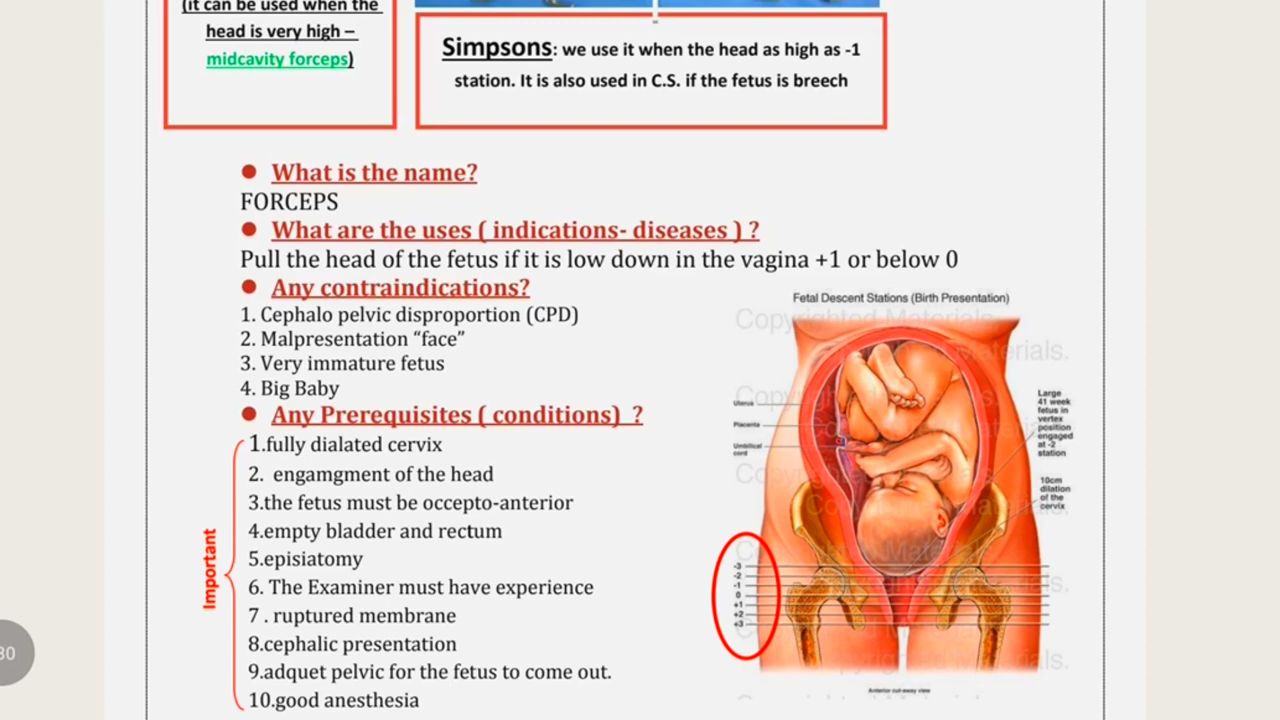 (it can be used when the
head is very high –
midcavity forceps)
Simpsons: we use it when the head as high as -1
station. It is also used in C.S. if the fetus is breech
● What is the name?
FORCEPS
● What are the uses ( indications- diseases ) ?
Pull the head of the fetus if it is low down in the vagina +1 or below 0
● Any contraindications?
1. Cephalo pelvic disproportion (CPD)
2. Malpresentation “face”
3. Very immature fetus
4. Big Baby
● Any Prerequisites ( conditions) ?
Important
1.fully dialated cervix
2. engamgment of the head
3.the fetus must be occepto-anterior
4.empty bladder and rectum
5.episiatomy
6. The Examiner must have experience
7 . ruptured membrane
8.cephalic presentation
9.adquet pelvic for the fetus to come out.
10.good anesthesia
Fetal Descent Stations (Birth Presentation)
Copyrighted Materials.
Uterus
Placenta
Umbilical
cord
Large
41 week
fetus in
vertex
position
engaged
at -2
station
10cm
dilation
of the
cervix
-3
-2
-1
0
+1
+2
+3
Anterior cut-away view
30